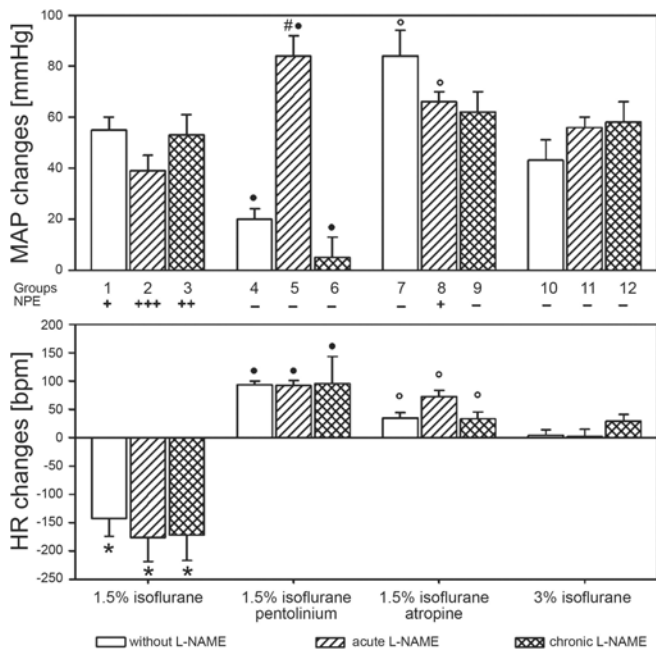 MAP changes [mmHg]
100
80
60
40
20
0
# •
•
•
°
°
Groups 1 2 3 4 5 6 7 8 9 10 11 12
NPE + +++ ++ – – – – + – – – –
HR changes [bpm]
200
150
100
50
0
-50
-100
-150
-200
-250
• • •
° ° °
* * *
1.5% isoflurane 1.5% isoflurane 1.5% isoflurane 3% isoflurane
pentolinium atropine
without L-NAME acute L-NAME chronic L-NAME